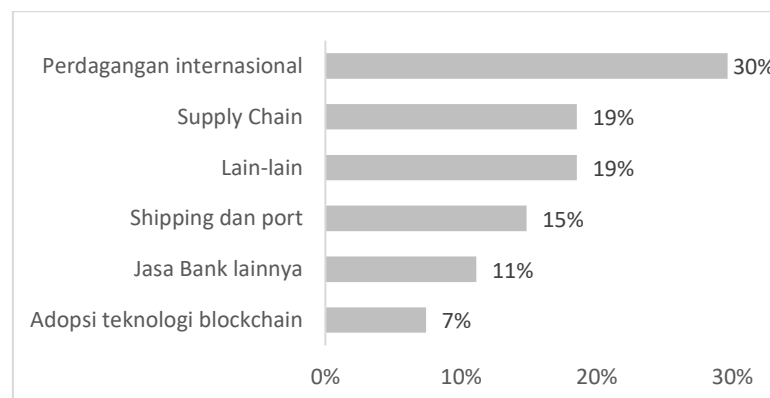 Perdagangan internasional 30%
Supply Chain 19%
Lain-lain 19%
Shipping dan port 15%
Jasa Bank lainnya 11%
Adopsi teknologi blockchain 7%
0% 10% 20% 30%